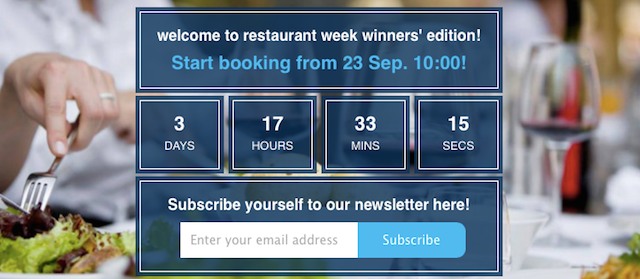 welcome to restaurant week winners' edition!
Start booking from 23 Sep. 10:00!
3 17 33 15
DAYS HOURS MINS SECS
Subscribe yourself to our newsletter here!
Enter your email address Subscribe